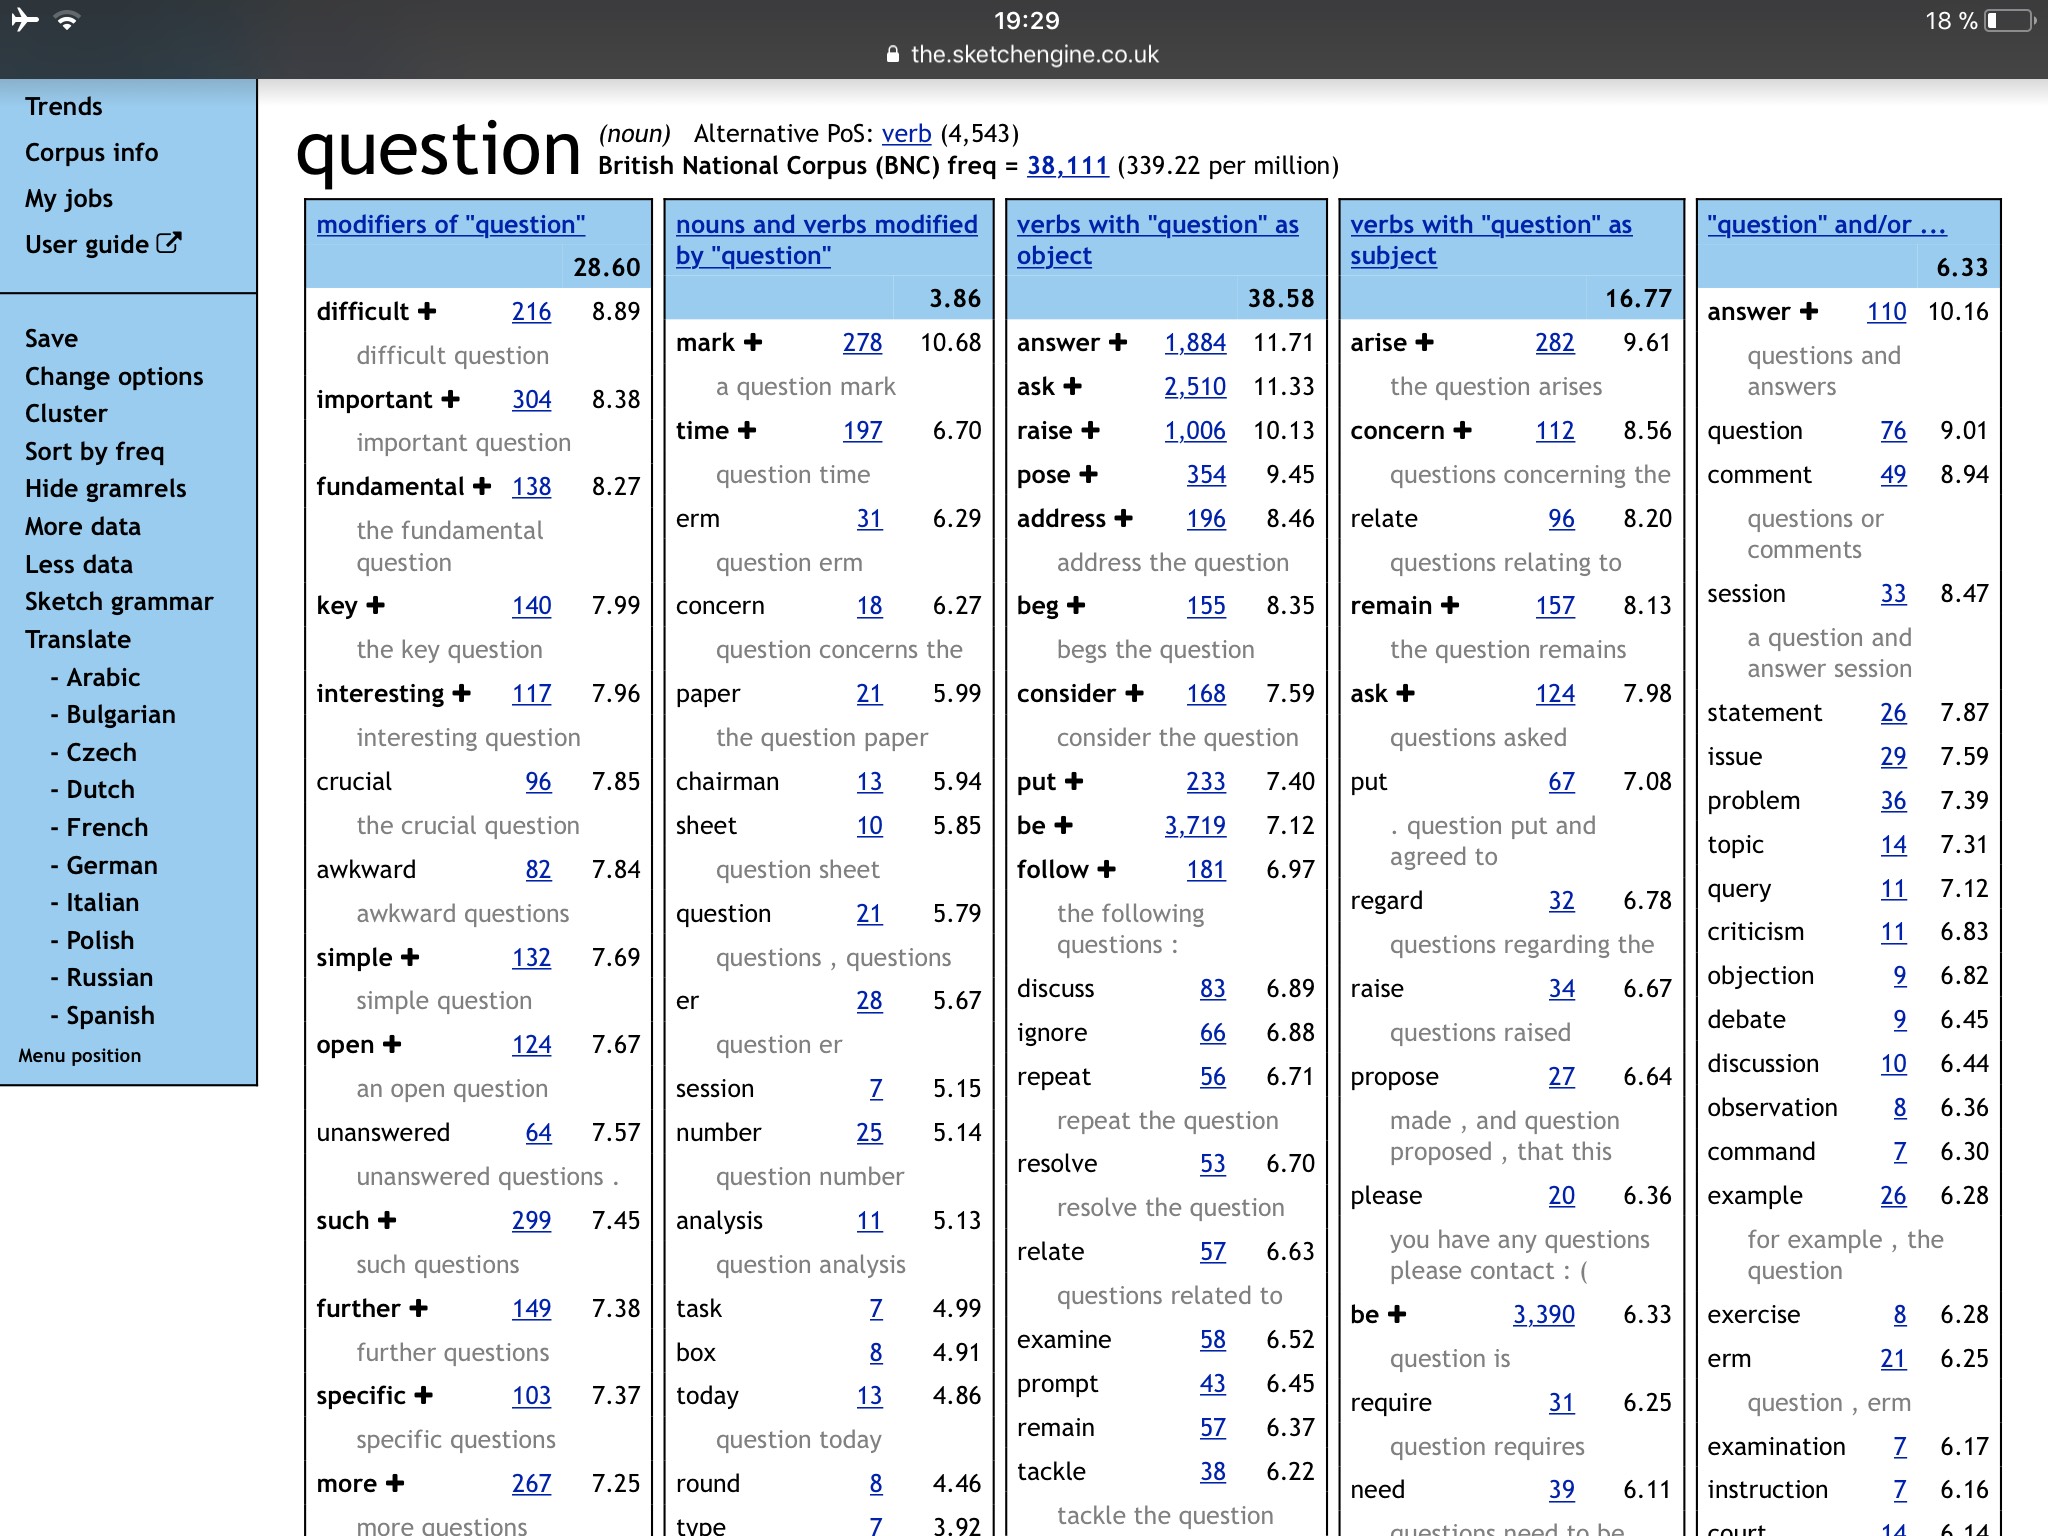 19:29
18 %
the.sketchengine.co.uk
Trends
Corpus info
My jobs
User guide
Save
Change options
Cluster
Sort by freq
Hide gramrels
More data
Less data
Sketch grammar
Translate
- Arabic
- Bulgarian
- Czech
- Dutch
- French
- German
- Italian
- Polish
- Russian
- Spanish
Menu position
question (noun) Alternative PoS: verb (4,543)
British National Corpus (BNC) freq = 38,111 (339.22 per million)
modifiers of "question"
28.60
difficult + 216 8.89
difficult question
important + 304 8.38
important question
fundamental + 138 8.27
the fundamental
question
key + 140 7.99
the key question
interesting + 117 7.96
interesting question
crucial 96 7.85
the crucial question
awkward 82 7.84
awkward questions
simple + 132 7.69
simple question
open + 124 7.67
an open question
unanswered 64 7.57
unanswered questions .
such + 299 7.45
such questions
further + 149 7.38
further questions
specific + 103 7.37
specific questions
more + 267 7.25
more questions
nouns and verbs modified
by "question"
3.86
mark + 278 10.68
a question mark
time + 197 6.70
question time
erm 31 6.29
question erm
concern 18 6.27
question concerns the
paper 21 5.99
the question paper
chairman 13 5.94
sheet 10 5.85
question sheet
question 21 5.79
questions , questions
er 28 5.67
question er
session 7 5.15
number 25 5.14
question number
analysis 11 5.13
question analysis
task 7 4.99
box 8 4.91
today 13 4.86
question today
round 8 4.46
type 7 3.92
verbs with "question" as
object
38.58
answer + 1,884 11.71
ask + 2,510 11.33
raise + 1,006 10.13
pose + 354 9.45
address + 196 8.46
address the question
beg + 155 8.35
begs the question
consider + 168 7.59
consider the question
put + 233 7.40
be + 3,719 7.12
follow + 181 6.97
the following
questions :
discuss 83 6.89
ignore 66 6.88
repeat 56 6.71
repeat the question
resolve 53 6.70
resolve the question
relate 57 6.63
questions related to
examine 58 6.52
prompt 43 6.45
remain 57 6.37
tackle 38 6.22
tackle the question
verbs with "question" as
subject
16.77
arise + 282 9.61
the question arises
concern + 112 8.56
questions concerning the
relate 96 8.20
questions relating to
remain + 157 8.13
the question remains
ask + 124 7.98
questions asked
put 67 7.08
. question put and
agreed to
regard 32 6.78
questions regarding the
raise 34 6.67
questions raised
propose 27 6.64
made , and question
proposed , that this
please 20 6.36
you have any questions
please contact : (
be + 3,390 6.33
question is
require 31 6.25
question requires
need 39 6.11
questions need to be
"question" and/or ...
6.33
answer + 110 10.16
questions and
answers
question 76 9.01
comment 49 8.94
questions or
comments
session 33 8.47
a question and
answer session
statement 26 7.87
issue 29 7.59
problem 36 7.39
topic 14 7.31
query 11 7.12
criticism 11 6.83
objection 9 6.82
debate 9 6.45
discussion 10 6.44
observation 8 6.36
command 7 6.30
example 26 6.28
for example , the
question
exercise 8 6.28
erm 21 6.25
question , erm
examination 7 6.17
instruction 7 6.16
court 14 6.14